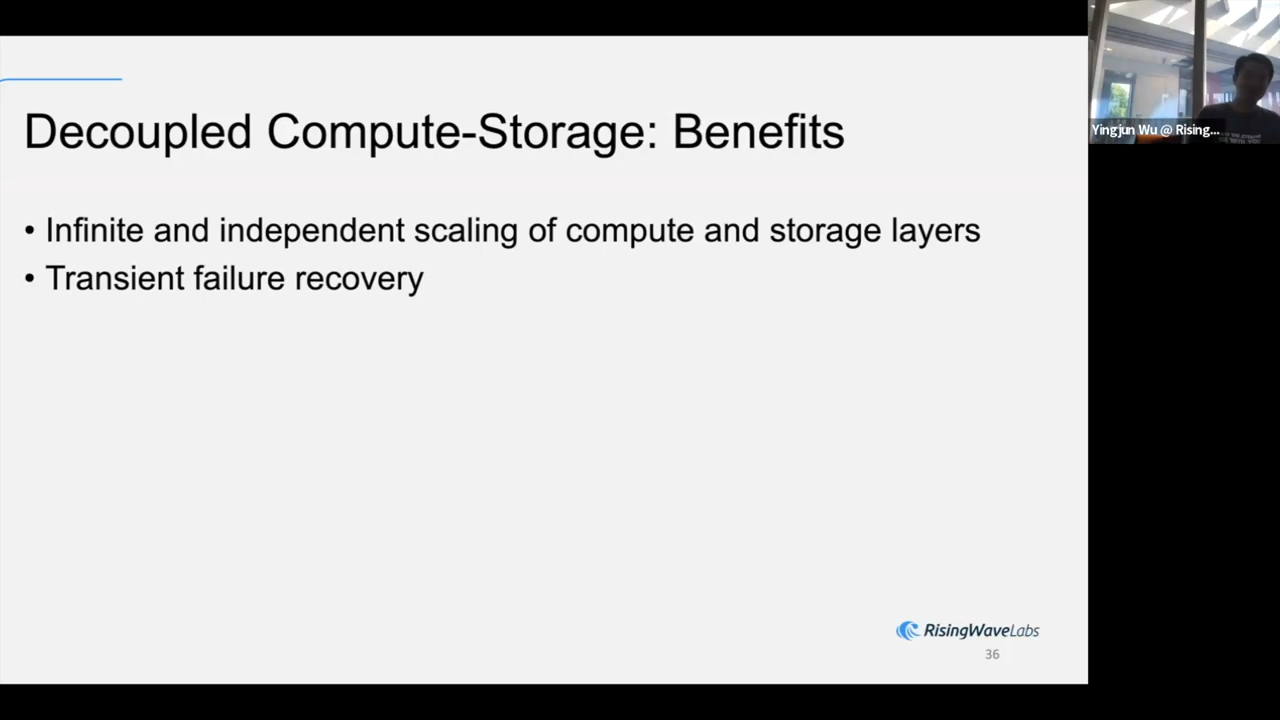 Decoupled Compute-Storage: Benefits
• Infinite and independent scaling of compute and storage layers
• Transient failure recovery
RisingWaveLabs
36
Yingjun Wu @ Rising...